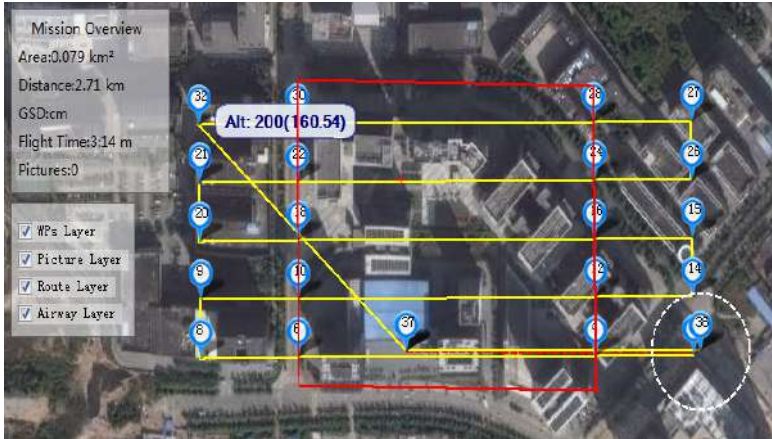 Mission Overview
Area:0.079 km²
Distance:2.71 km
GSD:cm
Flight Time:3:14 m
Pictures:0
WPs Layer
Picture Layer
Route Layer
Airway Layer
32
30
28
27
Alt: 200(160.54)
21
22
24
26
20
18
16
15
9
10
12
14
8
6
37
4
38